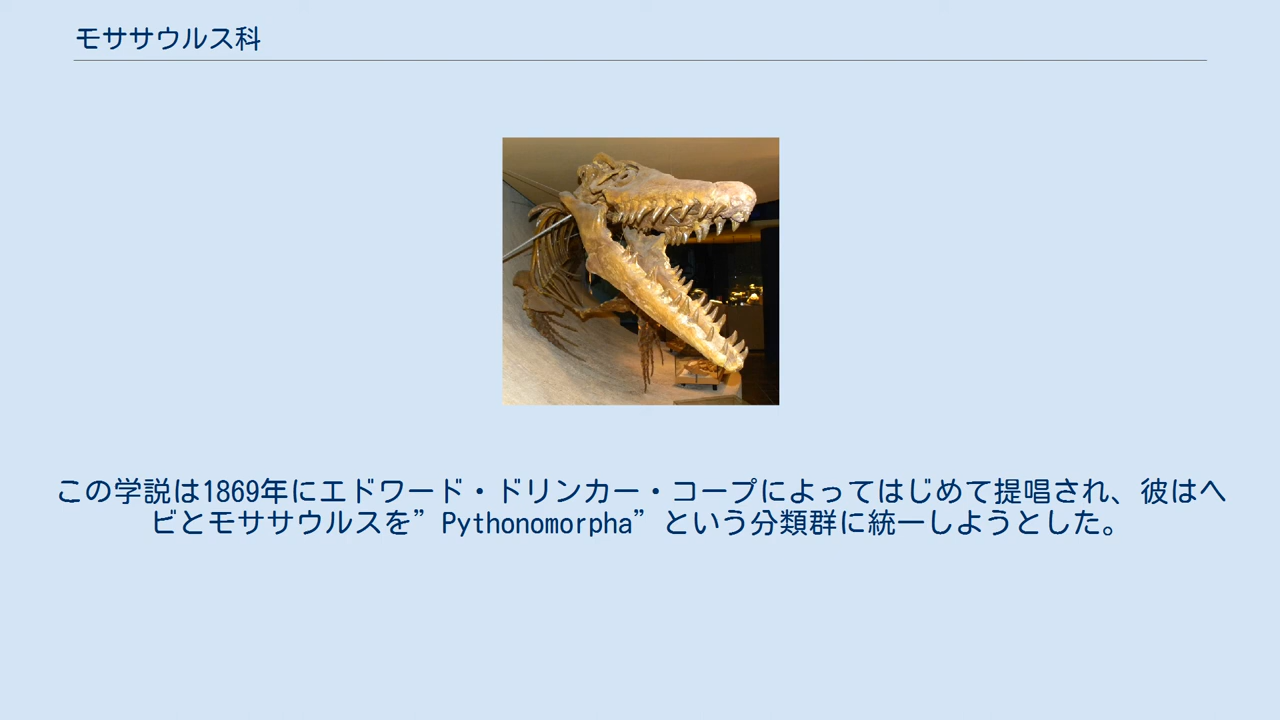 モササウルス科
この学説は1869年にエドワード・ドリンカー・コープによってはじめて提唱され、彼はヘ
ビとモササウルスを”Pythonomorpha”という分類群に統一しようとした。